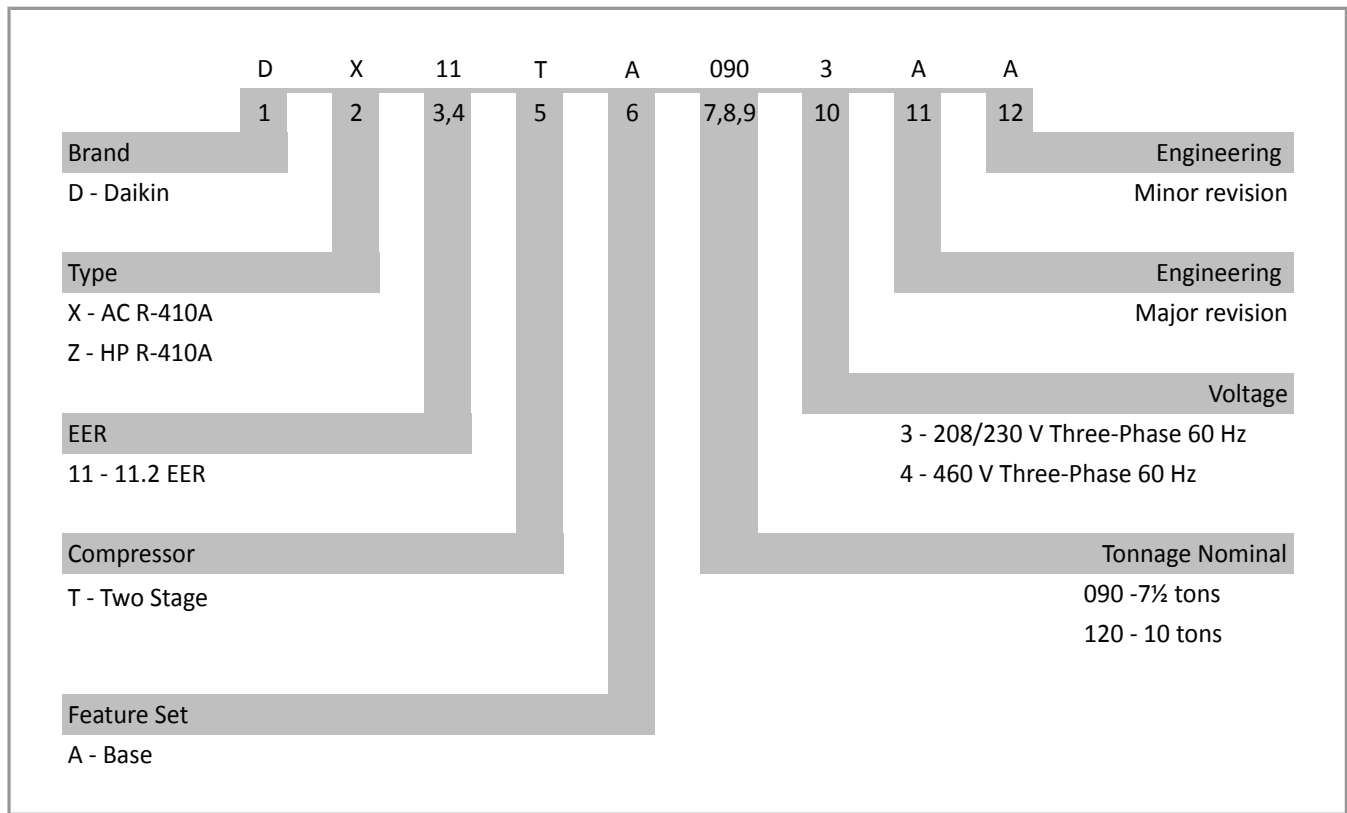 D X 11 T A 090 3 A A
1 2 3,4 5 6 7,8,9 10 11 12
Brand
D - Daikin
Type
X - AC R-410A
Z - HP R-410A
EER
11 - 11.2 EER
Compressor
T - Two Stage
Feature Set
A - Base
Engineering
Minor revision
Engineering
Major revision
Voltage
3 - 208/230 V Three-Phase 60 Hz
4 - 460 V Three-Phase 60 Hz
Tonnage Nominal
090 -7½ tons
120 - 10 tons